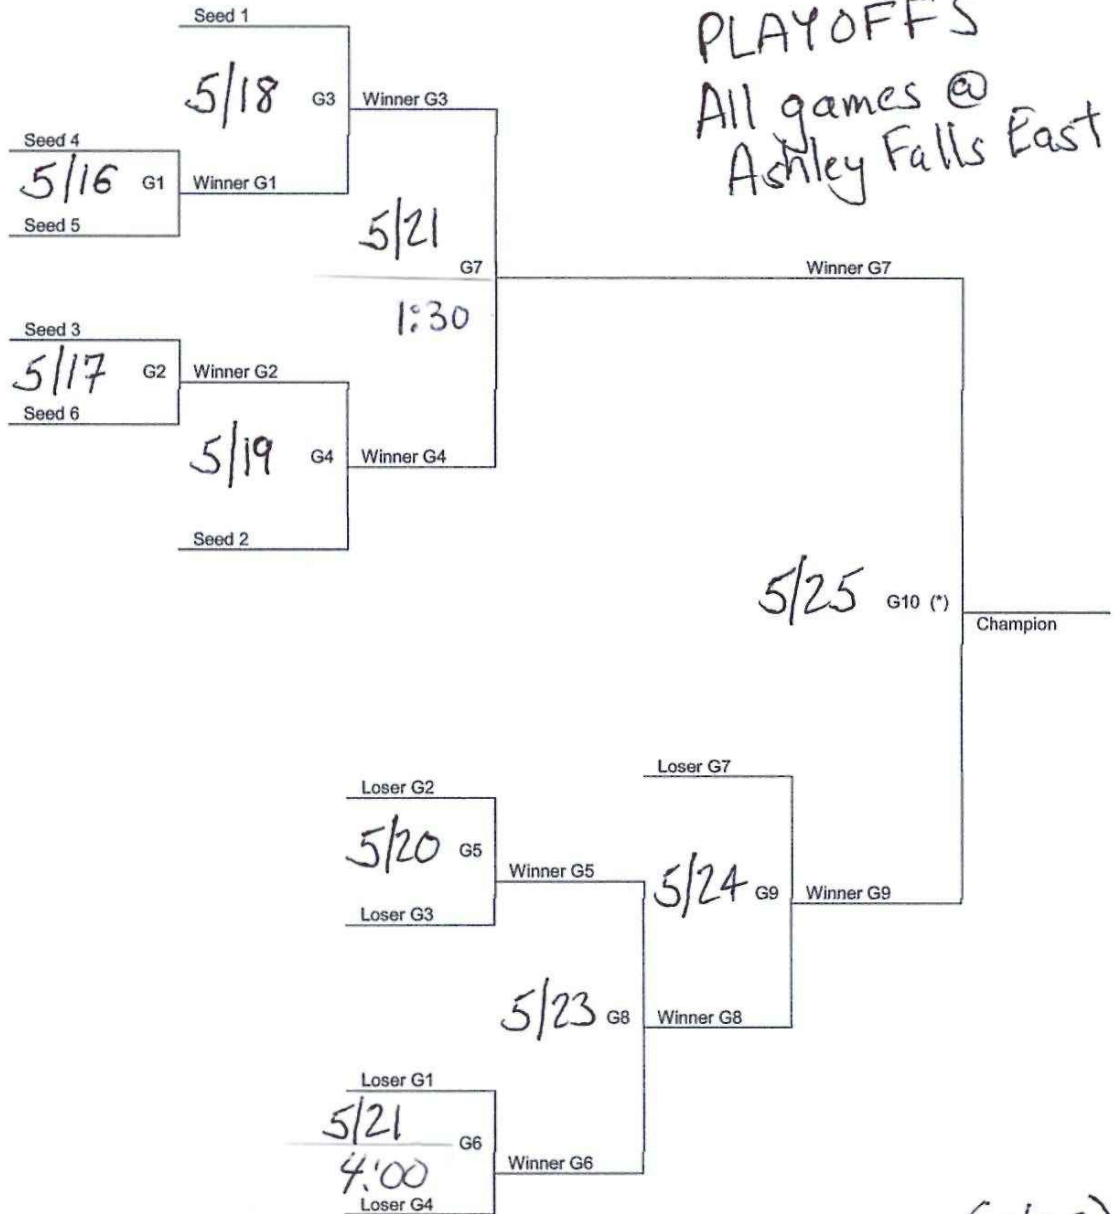 PLAYOFFS
All games @
Ashley Falls East
Seed 1
5/18 G3
Winner G3
Seed 4
5/16 G1
Winner G1
Seed 5
5/21
G7
1:30
Winner G7
Seed 3
5/17 G2
Winner G2
Seed 6
5/19 G4
Winner G4
Seed 2
5/25 G10 (*)
Champion
Loser G7
Loser G2
5/20 G5
Winner G5
Loser G3
5/24 G9
Winner G9
5/23 G8
Winner G8
Loser G1
5/21
G6
4:00
Winner G6
Loser G4